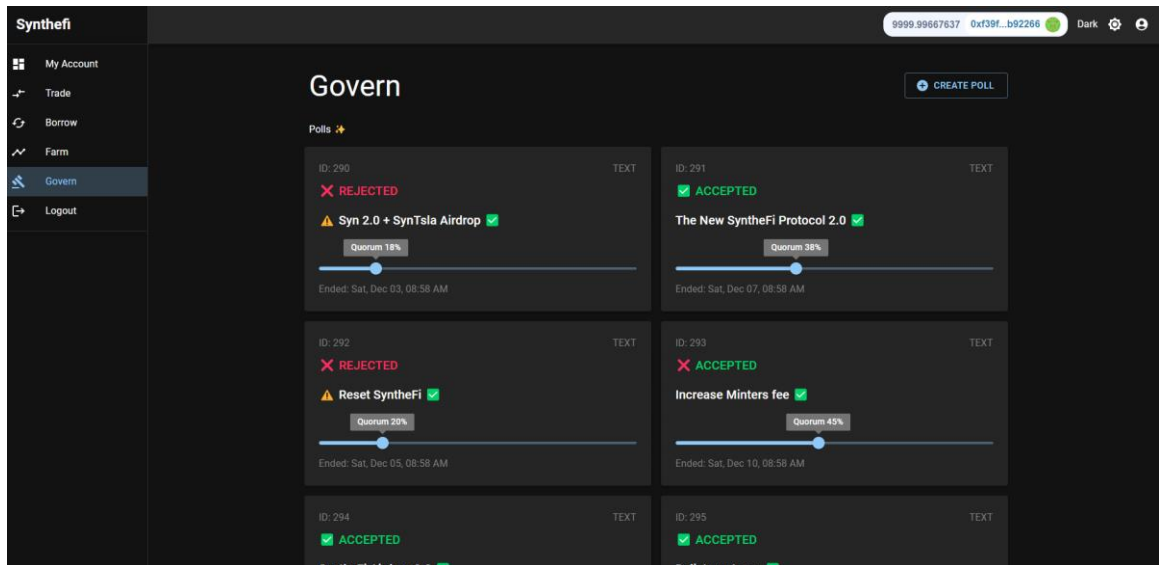 Synthefi
9999.99667637 0xf39f...b92266 Dark
My Account
Trade
Borrow
Farm
Govern
Logout
Govern
CREATE POLL
Polls ✨
ID: 290 TEXT
❌ REJECTED
⚠️ Syn 2.0 + SynTsla Airdrop ✅
Quorum 18%
Ended: Sat, Dec 03, 08:58 AM
ID: 291 TEXT
✅ ACCEPTED
The New SyntheFi Protocol 2.0 ✅
Quorum 38%
Ended: Sat, Dec 07, 08:58 AM
ID: 292 TEXT
❌ REJECTED
⚠️ Reset SyntheFi ✅
Quorum 20%
Ended: Sat, Dec 05, 08:58 AM
ID: 293 TEXT
❌ ACCEPTED
Increase Minters fee ✅
Quorum 45%
Ended: Sat, Dec 10, 08:58 AM
ID: 294 TEXT
✅ ACCEPTED
ID: 295 TEXT
✅ ACCEPTED